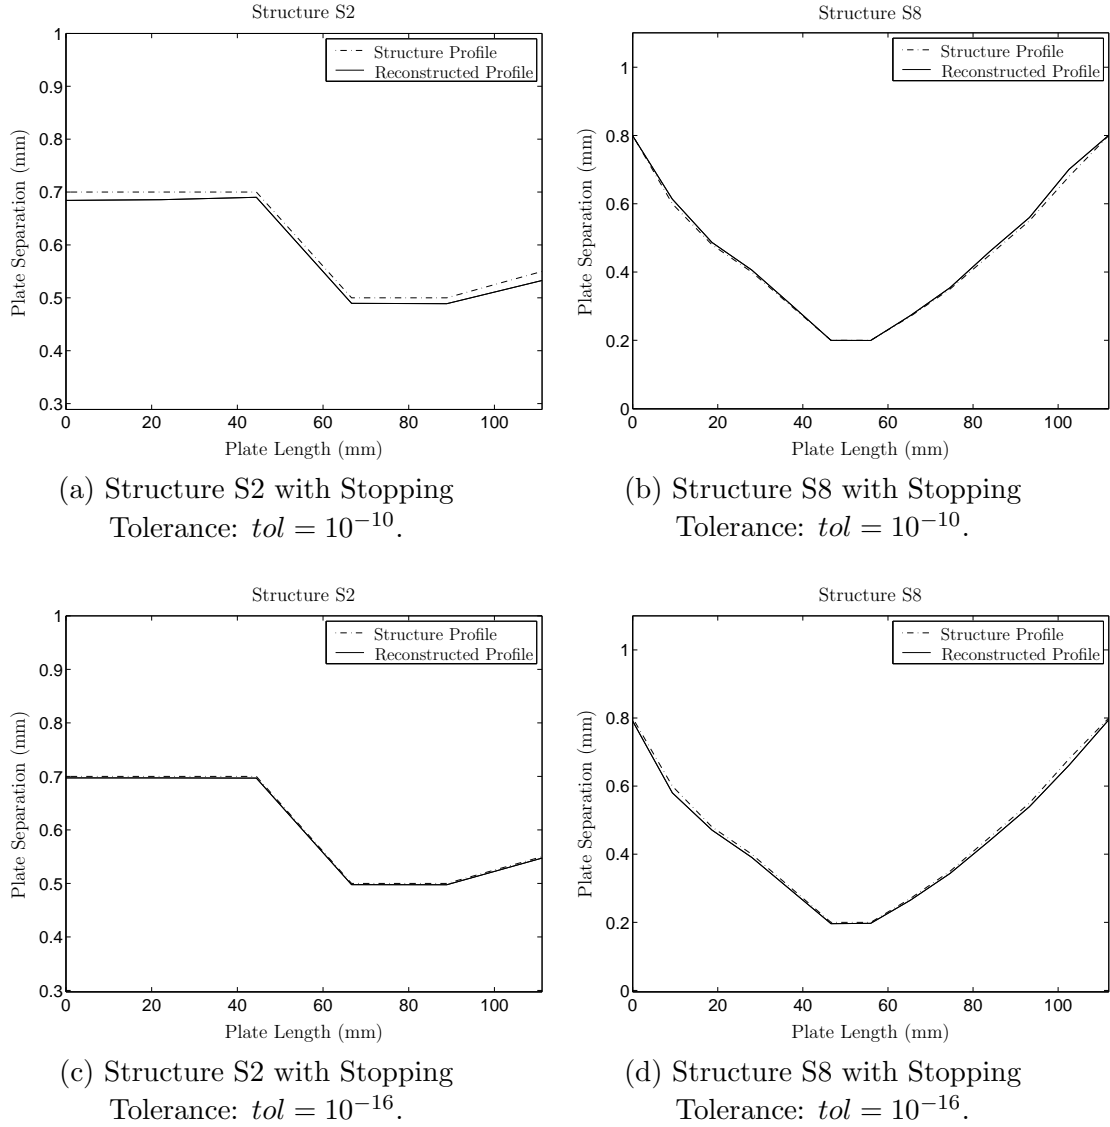 Structure S2
Structure Profile
Reconstructed Profile
Plate Separation (mm)
1
0.9
0.8
0.7
0.6
0.5
0.4
0.3
0 20 40 60 80 100
Plate Length (mm)
(a) Structure S2 with Stopping
Tolerance: tol = 10⁻¹⁰.
Structure S8
Structure Profile
Reconstructed Profile
Plate Separation (mm)
1
0.8
0.6
0.4
0.2
0
0 20 40 60 80 100
Plate Length (mm)
(b) Structure S8 with Stopping
Tolerance: tol = 10⁻¹⁰.
Structure S2
Structure Profile
Reconstructed Profile
Plate Separation (mm)
1
0.9
0.8
0.7
0.6
0.5
0.4
0.3
0 20 40 60 80 100
Plate Length (mm)
(c) Structure S2 with Stopping
Tolerance: tol = 10⁻¹⁶.
Structure S8
Structure Profile
Reconstructed Profile
Plate Separation (mm)
1
0.8
0.6
0.4
0.2
0
0 20 40 60 80 100
Plate Length (mm)
(d) Structure S8 with Stopping
Tolerance: tol = 10⁻¹⁶.